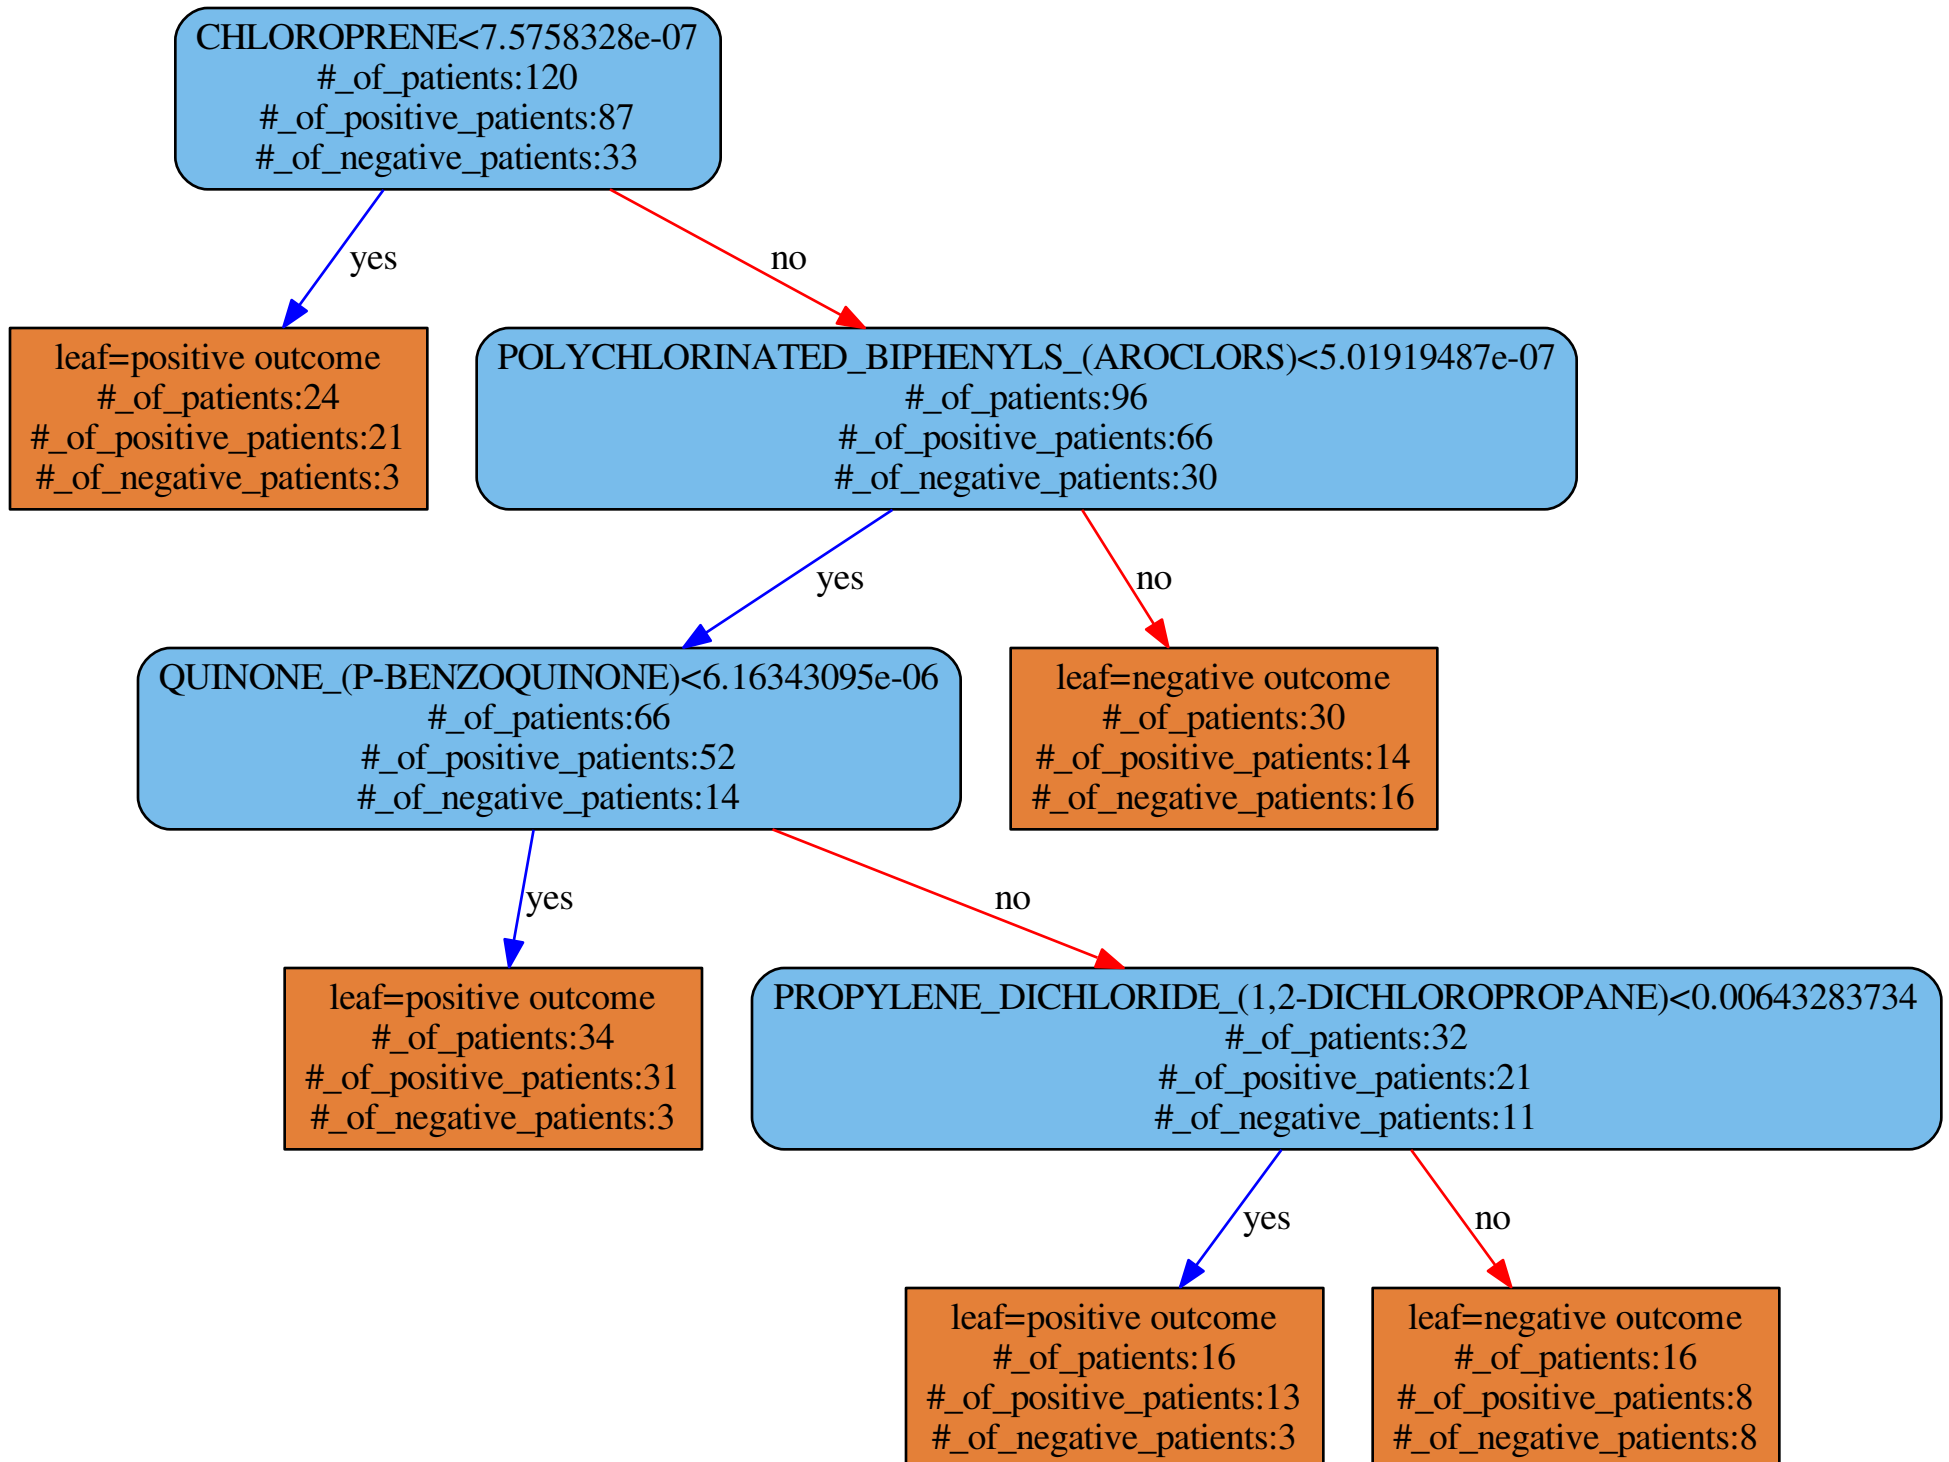 CHLOROPRENE<7.5758328e-07
#_of_patients:120
#_of_positive_patients:87
#_of_negative_patients:33
yes
no
leaf=positive outcome
#_of_patients:24
#_of_positive_patients:21
#_of_negative_patients:3
POLYCHLORINATED_BIPHENYLS_(AROCLORS)<5.01919487e-07
#_of_patients:96
#_of_positive_patients:66
#_of_negative_patients:30
yes
no
QUINONE_(P-BENZOQUINONE)<6.16343095e-06
#_of_patients:66
#_of_positive_patients:52
#_of_negative_patients:14
leaf=negative outcome
#_of_patients:30
#_of_positive_patients:14
#_of_negative_patients:16
yes
no
leaf=positive outcome
#_of_patients:34
#_of_positive_patients:31
#_of_negative_patients:3
PROPYLENE_DICHLORIDE_(1,2-DICHLOROPROPANE)<0.00643283734
#_of_patients:32
#_of_positive_patients:21
#_of_negative_patients:11
yes
no
leaf=positive outcome
#_of_patients:16
#_of_positive_patients:13
#_of_negative_patients:3
leaf=negative outcome
#_of_patients:16
#_of_positive_patients:8
#_of_negative_patients:8